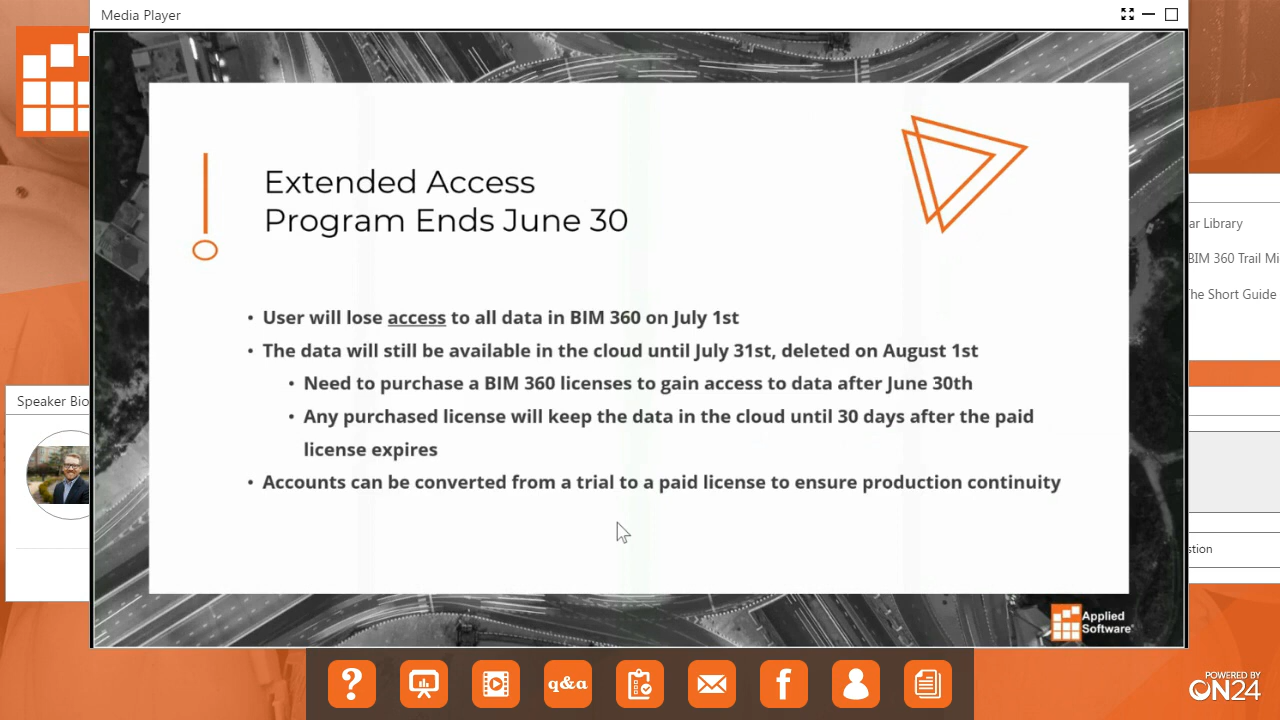 Media Player
Extended Access
Program Ends June 30
• User will lose access to all data in BIM 360 on July 1st
• The data will still be available in the cloud until July 31st, deleted on August 1st
• Need to purchase a BIM 360 licenses to gain access to data after June 30th
• Any purchased license will keep the data in the cloud until 30 days after the paid
license expires
• Accounts can be converted from a trial to a paid license to ensure production continuity
Applied
Software
Speaker Bio
ar Library
BIM 360 Trail Mi
The Short Guide
stion
?
q&a
f
POWERED BY
ON24